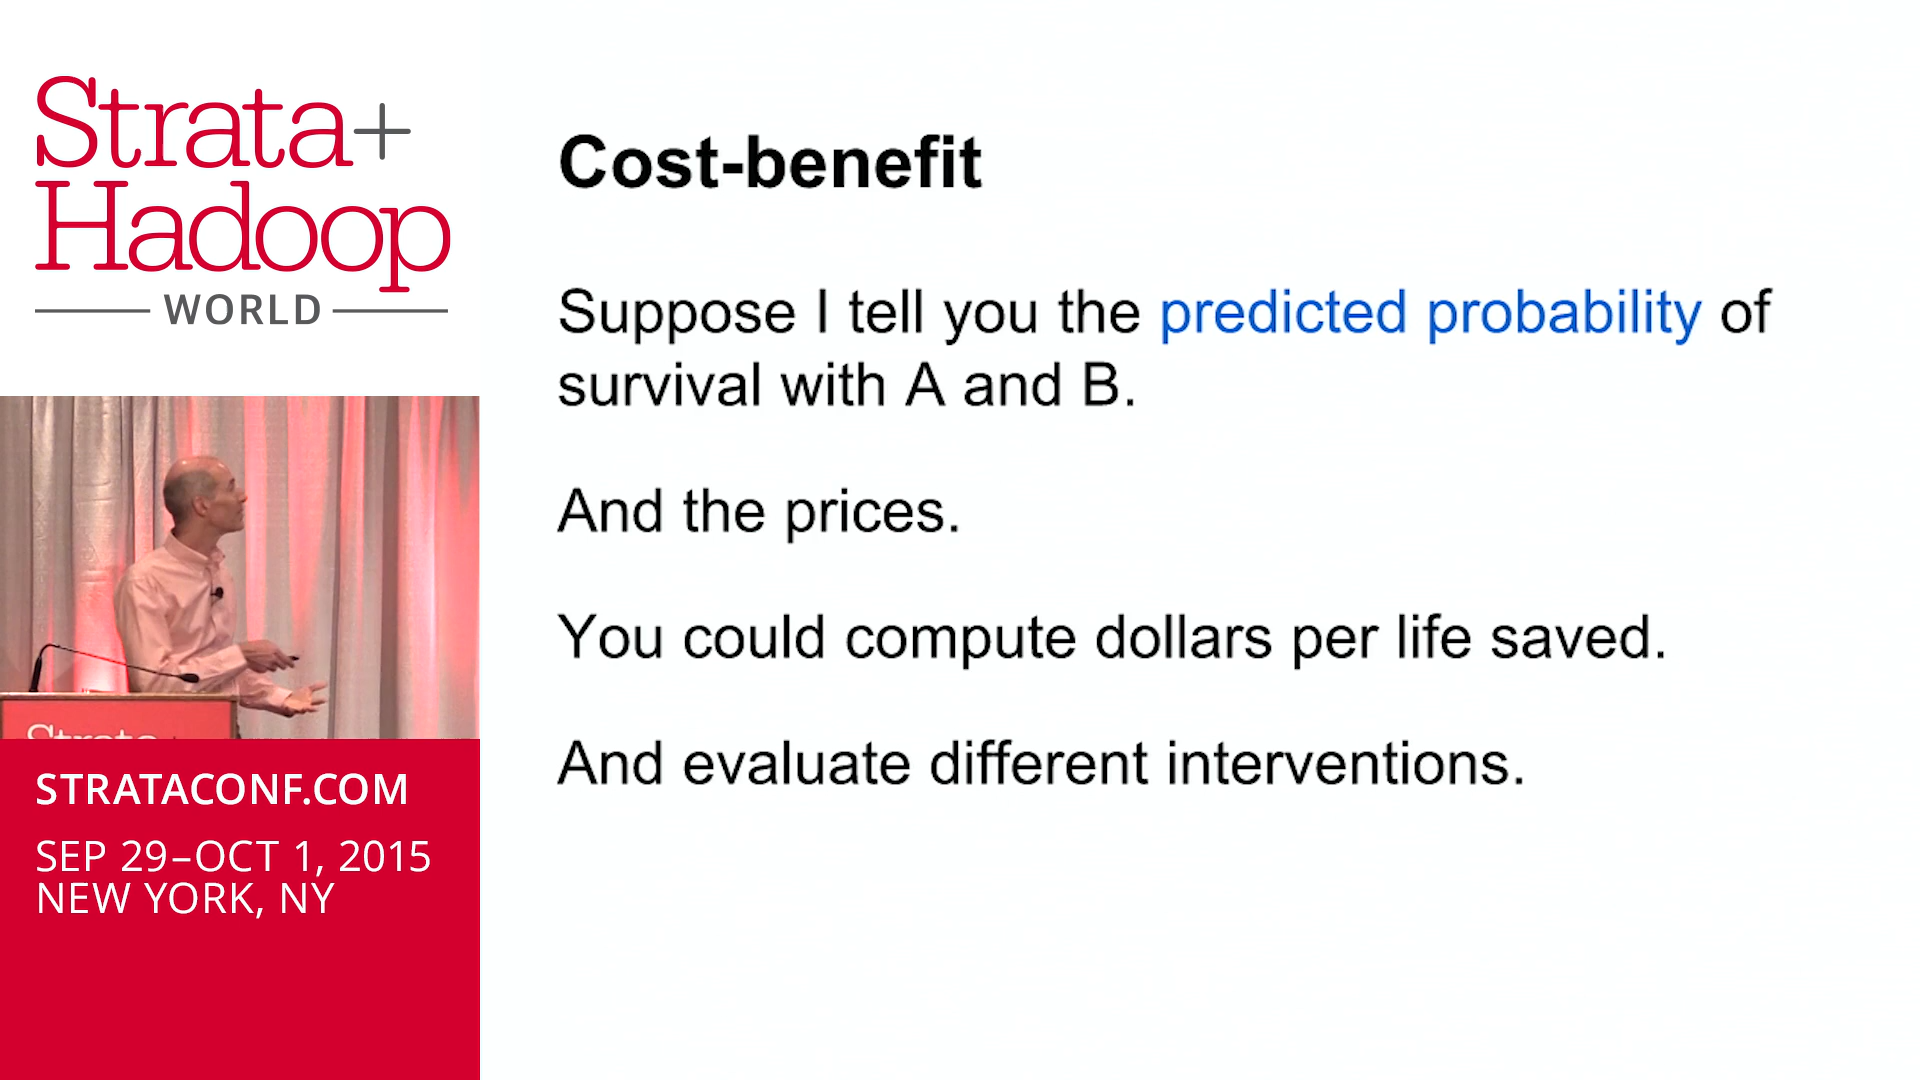 Strata+
Hadoop
WORLD
Cost-benefit
Suppose I tell you the predicted probability of
survival with A and B.
And the prices.
You could compute dollars per life saved.
And evaluate different interventions.
Strata+
STRATACONF.COM
SEP 29–OCT 1, 2015
NEW YORK, NY